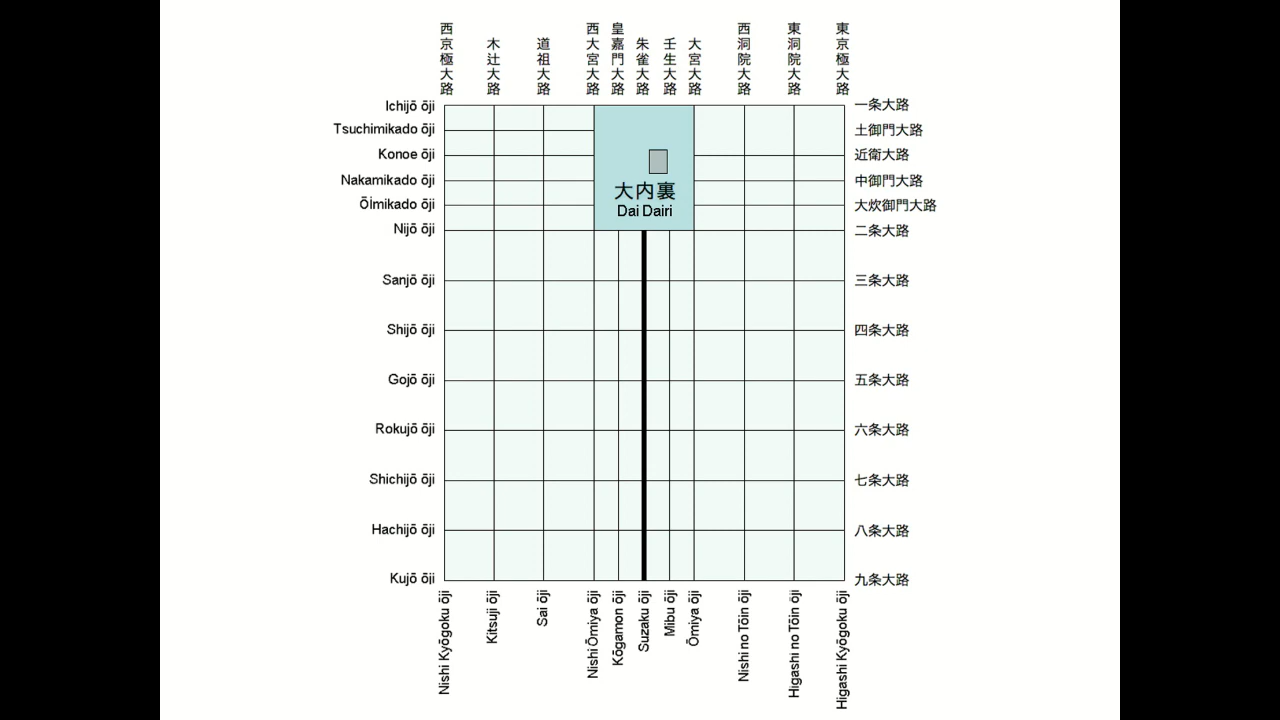 西京極大路
木辻大路
道祖大路
西大宮大路
皇嘉門大路
朱雀大路
壬生大路
大宮大路
西洞院大路
東洞院大路
東京極大路
Ichijō ōji
一条大路
Tsuchimikado ōji
土御門大路
Konoe ōji
近衛大路
Nakamikado ōji
中御門大路
Ōimikado ōji
大炊御門大路
大内裏
Dai Dairi
Nijō ōji
二条大路
Sanjō ōji
三条大路
Shijō ōji
四条大路
Gojō ōji
五条大路
Rokujō ōji
六条大路
Shichijō ōji
七条大路
Hachijō ōji
八条大路
Kujō ōji
九条大路
Nishi Kyōgoku ōji
Kitsuji ōji
Sai ōji
Nishi Ōmiya ōji
Kōgamon ōji
Suzaku ōji
Mibu ōji
Ōmiya ōji
Nishi no Tōin ōji
Higashi no Tōin ōji
Higashi Kyōgoku ōji